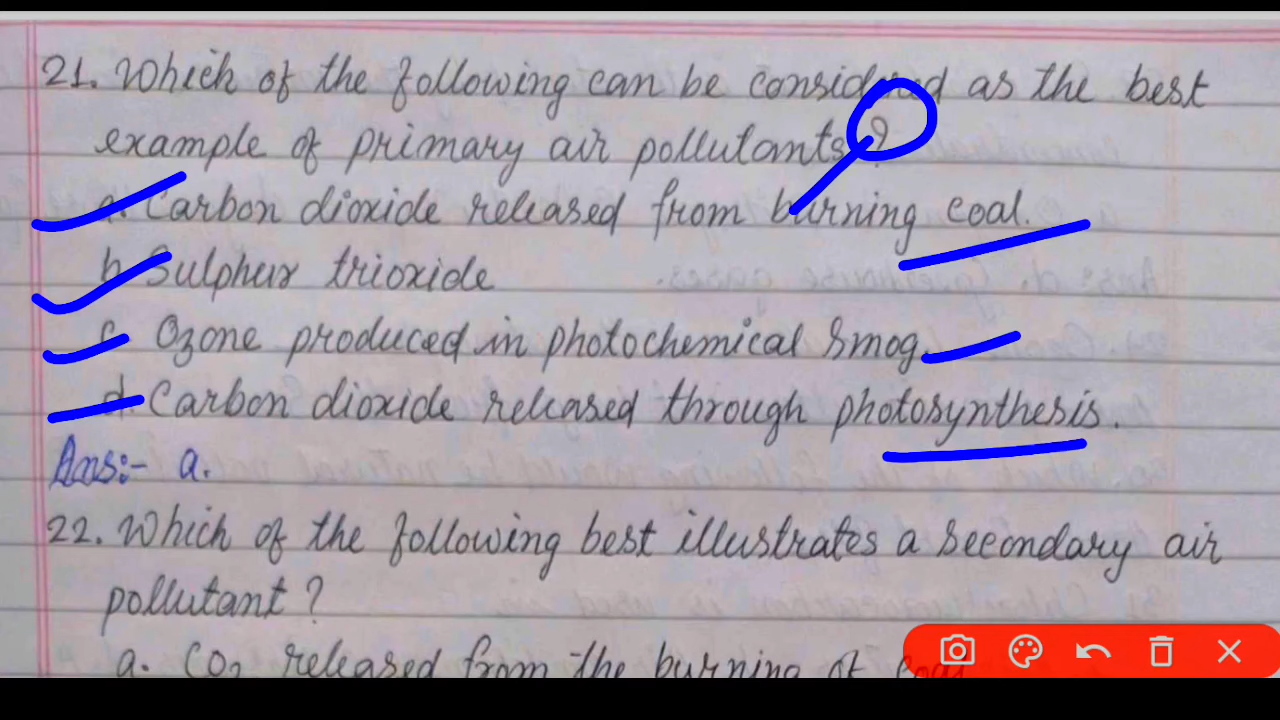 21. Which of the following can be considered as the best
example of primary air pollutants?
a. Carbon dioxide released from burning coal.
b. Sulphur trioxide
c. Ozone produced in photochemical Smog.
d. Carbon dioxide released through photosynthesis.
Ans:- a.
22. Which of the following best illustrates a secondary air
pollutant?
a. CO2 released from the burning of coal